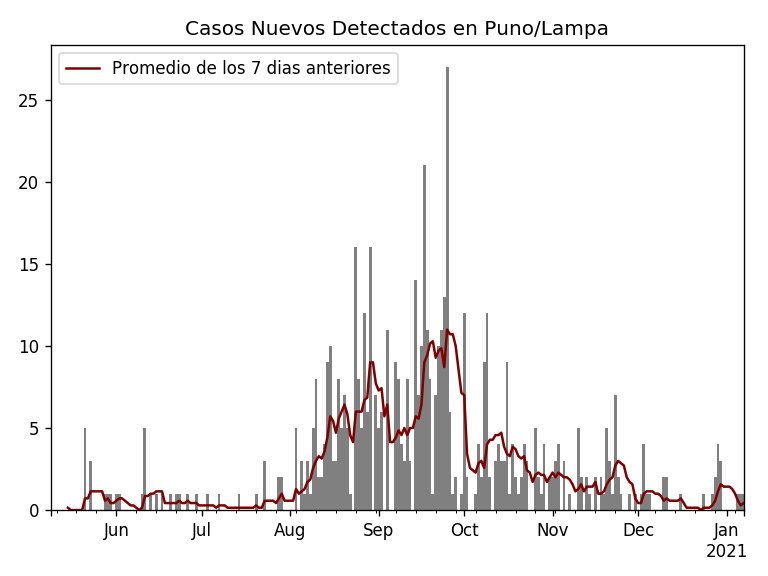 Casos Nuevos Detectados en Puno/Lampa
Promedio de los 7 dias anteriores
25
20
15
10
5
0
Jun Jul Aug Sep Oct Nov Dec Jan
2021